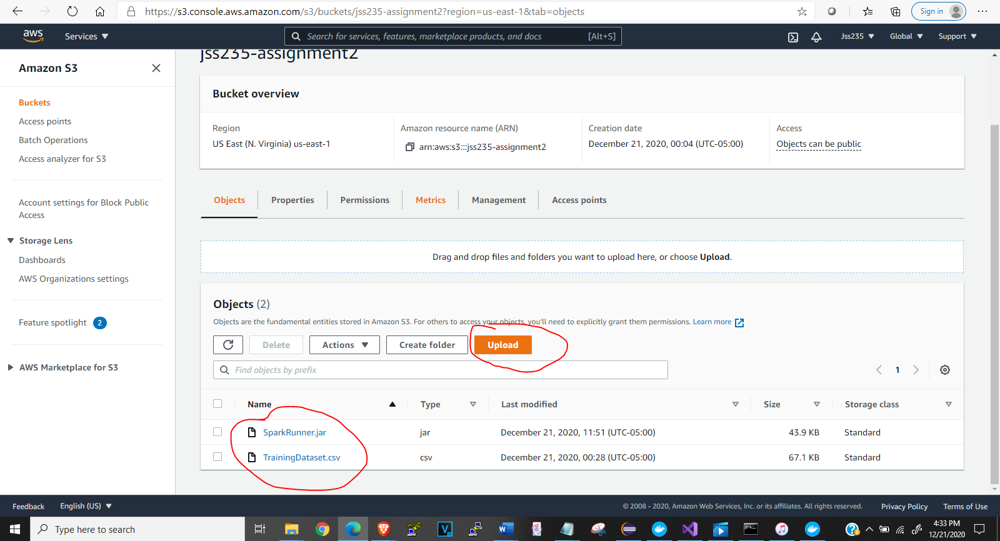 https://s3.console.aws.amazon.com/s3/buckets/jss235-assignment2?region=us-east-1&tab=objects
Sign in
aws
Services
Search for services, features, marketplace products, and docs
[Alt+S]
Jss235
Global
Support
Amazon S3
Buckets
Access points
Batch Operations
Access analyzer for S3
Account settings for Block Public
Access
Storage Lens
Dashboards
AWS Organizations settings
Feature spotlight 2
AWS Marketplace for S3
jss235-assignment2
Bucket overview
Region
US East (N. Virginia) us-east-1
Amazon resource name (ARN)
arn:aws:s3:::jss235-assignment2
Creation date
December 21, 2020, 00:04 (UTC-05:00)
Access
Objects can be public
Objects Properties Permissions Metrics Management Access points
Drag and drop files and folders you want to upload here, or choose Upload.
Objects (2)
Objects are the fundamental entities stored in Amazon S3. For others to access your objects, you'll need to explicitly grant them permissions. Learn more
Delete Actions Create folder Upload
Find objects by prefix
1
Name Type Last modified Size Storage class
SparkRunner.jar jar December 21, 2020, 11:51 (UTC-05:00) 43.9 KB Standard
TrainingDataset.csv csv December 21, 2020, 00:28 (UTC-05:00) 67.1 KB Standard
Feedback English (US) © 2008 - 2020, Amazon Web Services, Inc. or its affiliates. All rights reserved. Privacy Policy Terms of Use
Type here to search
4:33 PM
12/21/2020